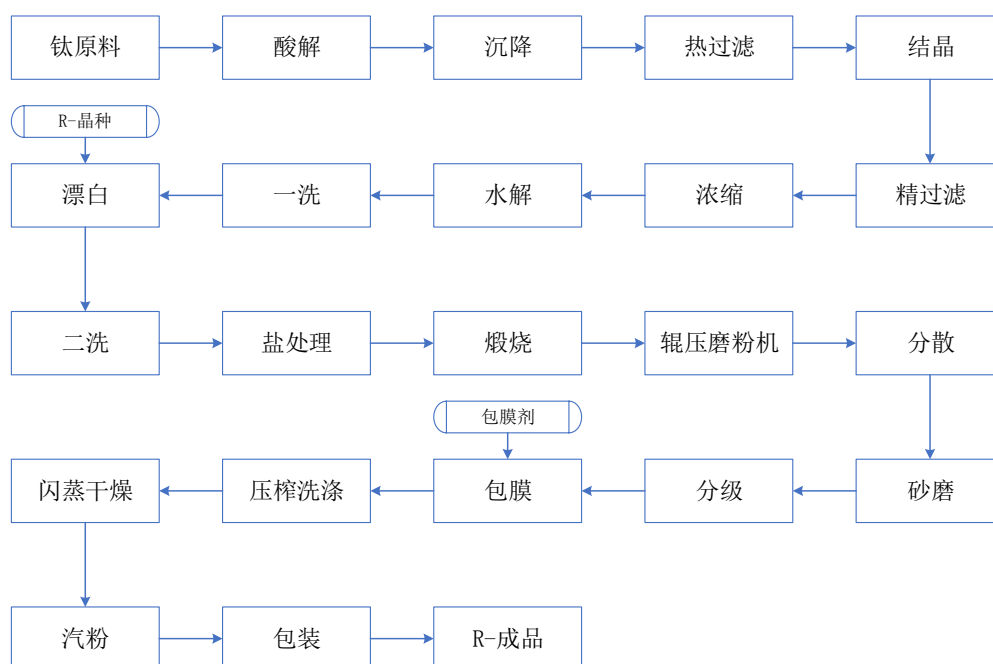 钛原料
酸解
沉降
热过滤
结晶
R-晶种
漂白
一洗
水解
浓缩
精过滤
二洗
盐处理
煅烧
辊压磨粉机
分散
包膜剂
闪蒸干燥
压榨洗涤
包膜
分级
砂磨
汽粉
包装
R-成品